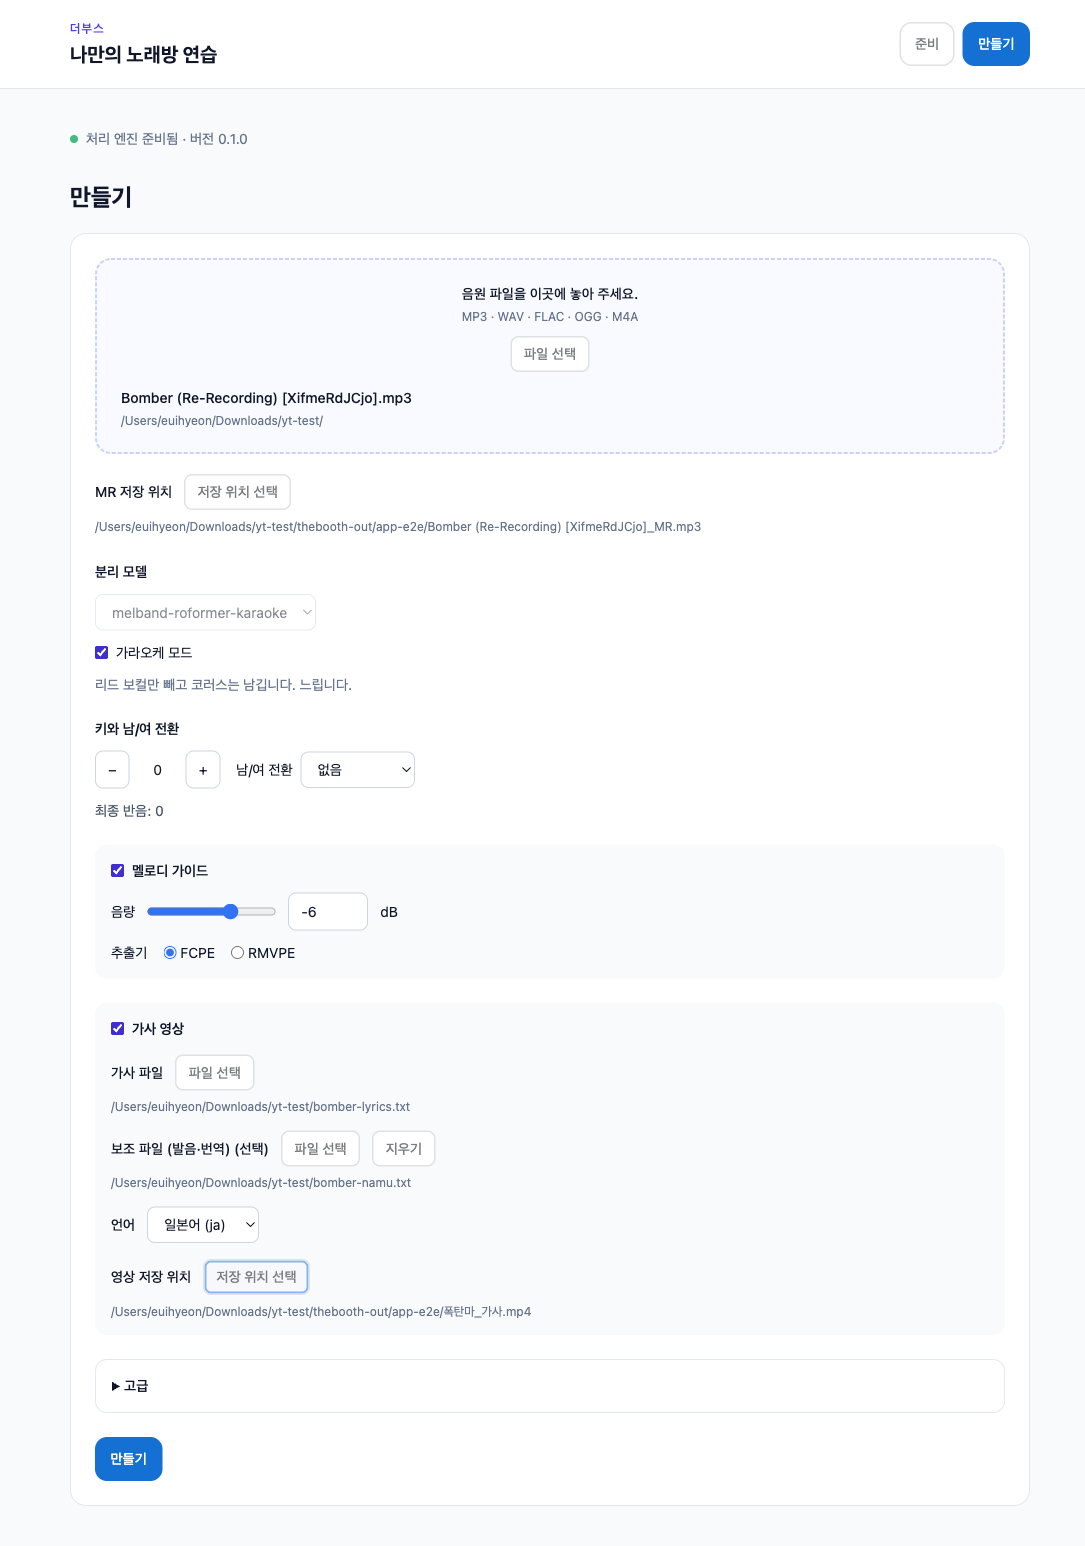 더부스
나만의 노래방 연습
준비
만들기
처리 엔진 준비됨 · 버전 0.1.0
만들기
음원 파일을 이곳에 놓아 주세요.
MP3 · WAV · FLAC · OGG · M4A
파일 선택
Bomber (Re-Recording) [XifmeRdJCjo].mp3
/Users/euihyeon/Downloads/yt-test/
MR 저장 위치 저장 위치 선택
/Users/euihyeon/Downloads/yt-test/thebooth-out/app-e2e/Bomber (Re-Recording) [XifmeRdJCjo]_MR.mp3
분리 모델
melband-roformer-karaoke
가라오케 모드
리드 보컬만 빼고 코러스는 남깁니다. 느립니다.
키와 남/여 전환
− 0 + 남/여 전환 없음
최종 반음: 0
멜로디 가이드
음량 -6 dB
추출기 FCPE RMVPE
가사 영상
가사 파일 파일 선택
/Users/euihyeon/Downloads/yt-test/bomber-lyrics.txt
보조 파일 (발음·번역) (선택) 파일 선택 지우기
/Users/euihyeon/Downloads/yt-test/bomber-namu.txt
언어 일본어 (ja)
영상 저장 위치 저장 위치 선택
/Users/euihyeon/Downloads/yt-test/thebooth-out/app-e2e/폭탄마_가사.mp4
고급
만들기